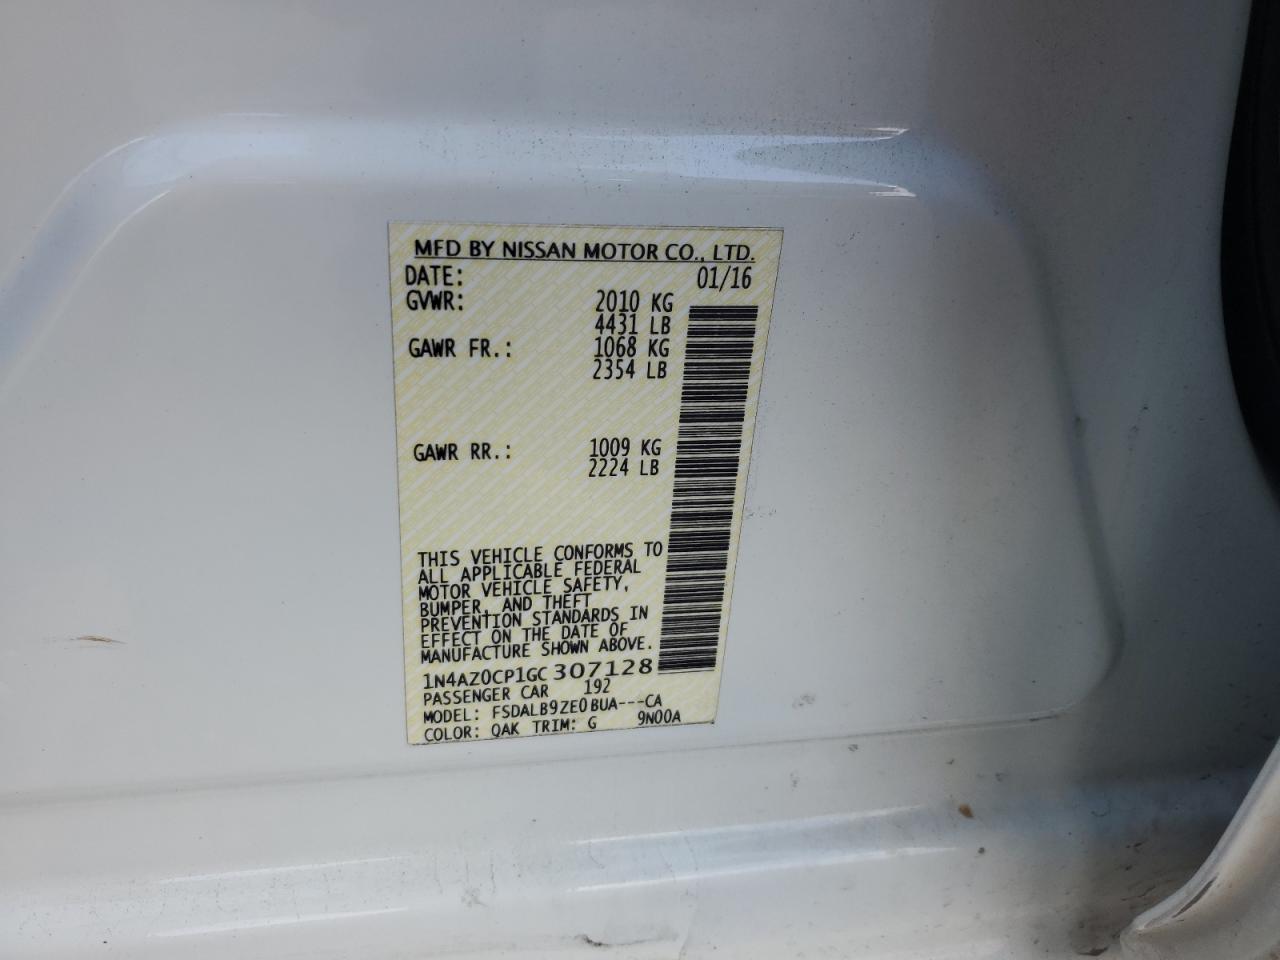 MFD BY NISSAN MOTOR CO., LTD.
DATE: 01/16
GVWR: 2010 KG
4431 LB
GAWR FR.: 1068 KG
2354 LB
GAWR RR.: 1009 KG
2224 LB
THIS VEHICLE CONFORMS TO
ALL APPLICABLE FEDERAL
MOTOR VEHICLE SAFETY,
BUMPER, AND THEFT
PREVENTION STANDARDS IN
EFFECT ON THE DATE OF
MANUFACTURE SHOWN ABOVE.
1N4AZ0CP1GC307128
PASSENGER CAR 192
MODEL: FSDALB9ZE0BUA---CA
COLOR: QAK TRIM: G 9N00A